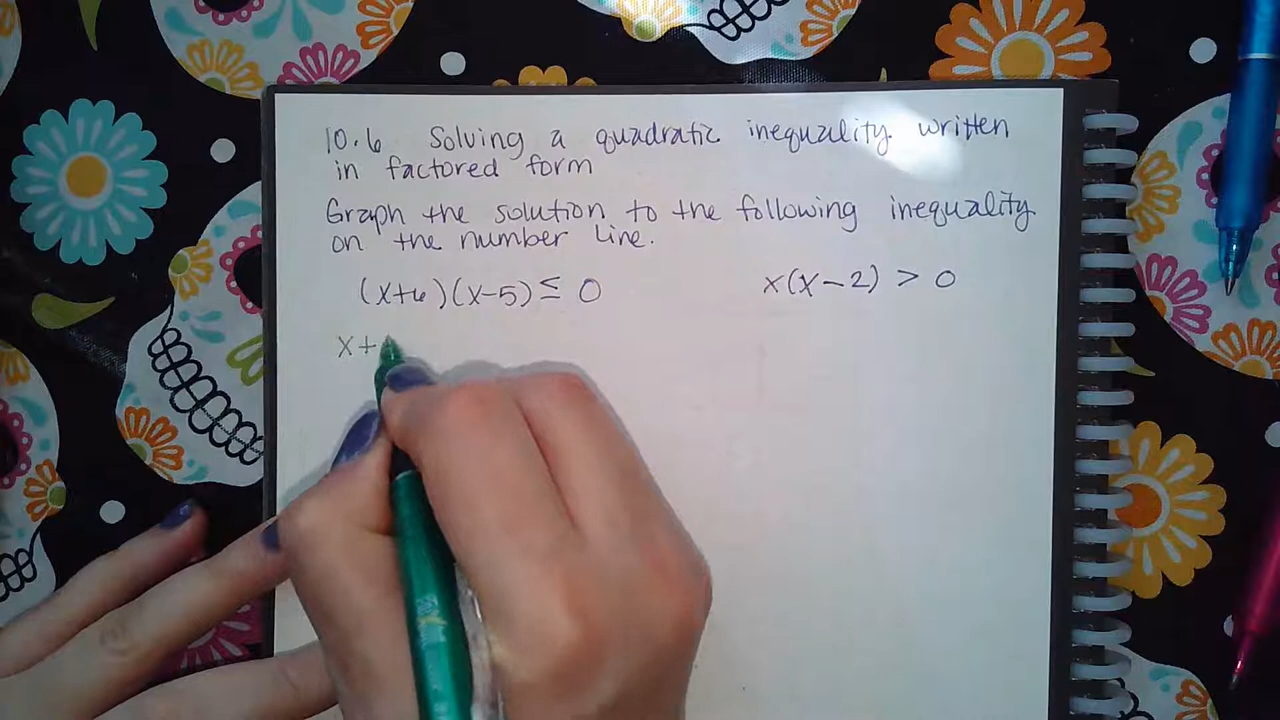 10.6 Solving a quadratic inequality written
in factored form
Graph the solution to the following inequality
on the number line.
(x+6)(x-5) ≤ 0
x(x-2) > 0
x+